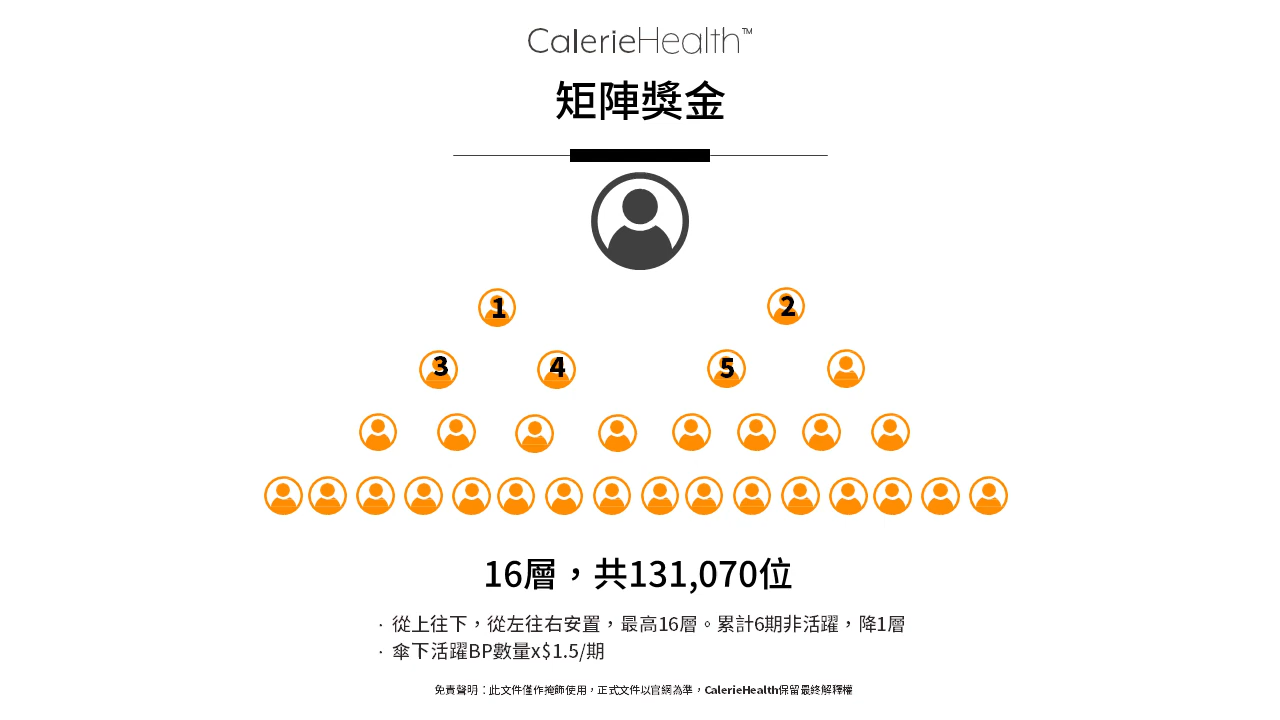 CalerieHealth™
矩陣獎金
1
2
3
4
5
16層，共131,070位
· 從上往下，從左往右安置，最高16層。累計6期非活躍，降1層
· 傘下活躍BP數量x$1.5/期
免責聲明：此文件僅作掩飾使用，正式文件以官網為準，CalerieHealth保留最終解釋權